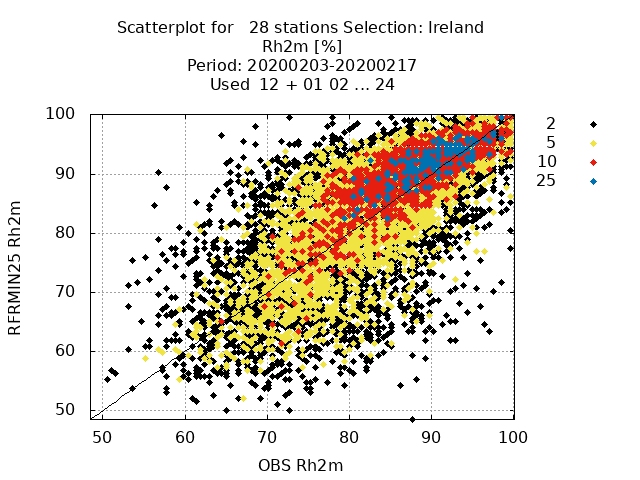 Scatterplot for 28 stations Selection: Ireland
Rh2m [%]
Period: 20200203-20200217
Used 12 + 01 02 ... 24
100
90
80
70
60
50
RFRMIN25 Rh2m
50 60 70 80 90 100
OBS Rh2m
2
5
10
25